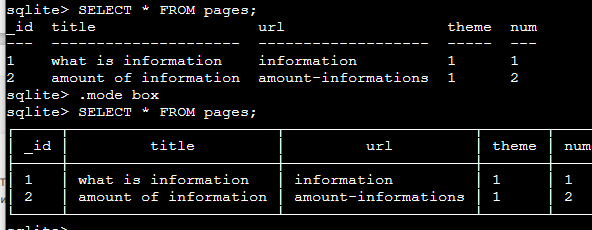 sqlite> SELECT * FROM pages;
_id  title                  url                  theme  num
---  ---------------------  -------------------  -----  ---
1    what is information    information          1      1
2    amount of information  amount-informations  1      2
sqlite> .mode box
sqlite> SELECT * FROM pages;
_id title url theme num
1 what is information information 1 1
2 amount of information amount-informations 1 2
sqlite>